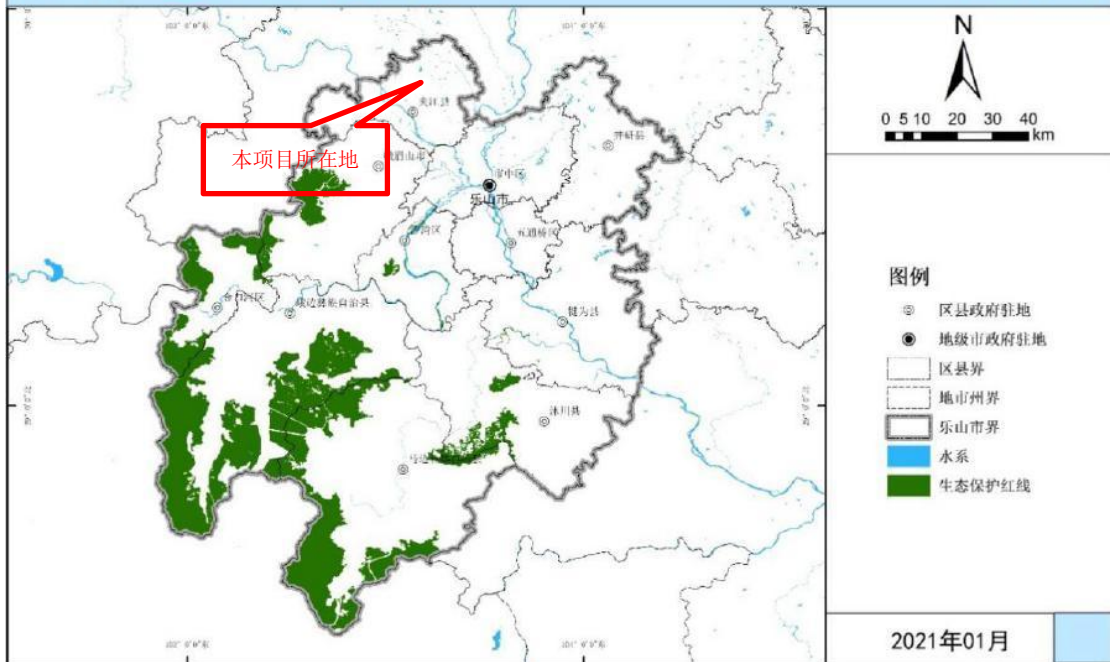 N
0 5 10 20 30 40
km
夹江县
井研县
本项目所在地
峨眉山市
市中区
乐山市
沙湾区
五通桥区
金口河区
峨边彝族自治县
犍为县
沐川县
马边
图例
区县政府驻地
地级市政府驻地
区县界
地市州界
乐山市界
水系
生态保护红线
2021年01月